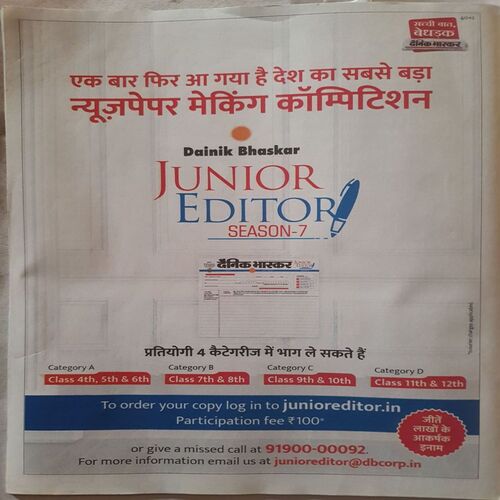 सच्ची बात,
बेधड़क
दैनिक भास्कर
एक बार फिर आ गया है देश का सबसे बड़ा
न्यूज़पेपर मेकिंग कॉम्पिटिशन
Dainik Bhaskar
JUNIOR
EDITOR
SEASON-7
दैनिक भास्कर JUNIOR EDITOR
प्रतियोगी 4 कैटेगरीज में भाग ले सकते हैं
Category A Category B Category C Category D
Class 4th, 5th & 6th Class 7th & 8th Class 9th & 10th Class 11th & 12th
To order your copy log in to junioreditor.in
Participation fee ₹100*
जीतें
लाखों के
आकर्षक
इनाम
or give a missed call at 91900-00092.
For more information email us at junioreditor@dbcorp.in